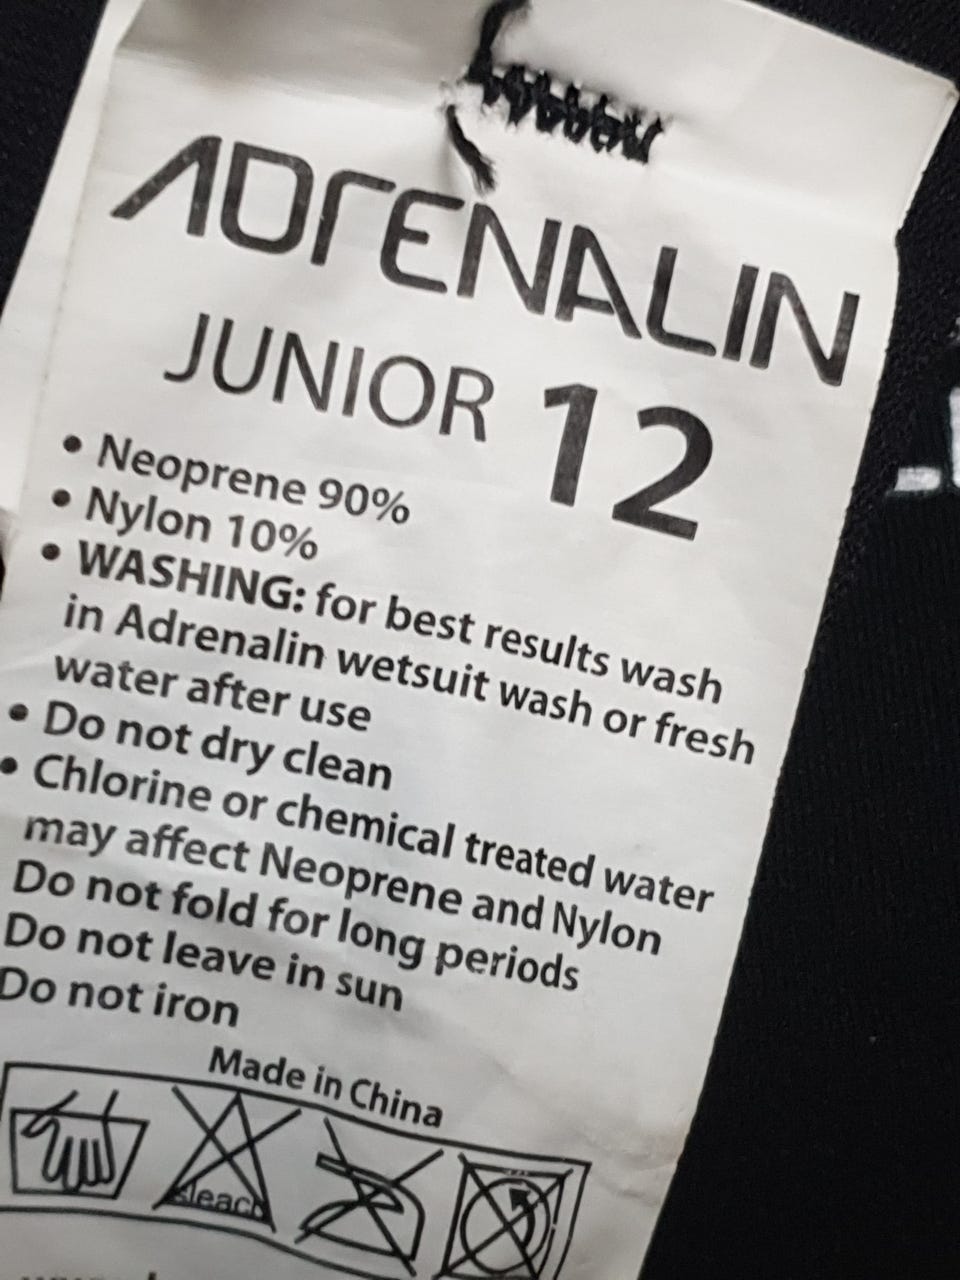 ADrENALIN
JUNIOR 12
• Neoprene 90%
• Nylon 10%
• WASHING: for best results wash
in Adrenalin wetsuit wash or fresh
water after use
• Do not dry clean
• Chlorine or chemical treated water
may affect Neoprene and Nylon
Do not fold for long periods
Do not leave in sun
Do not iron
Made in China
Bleach